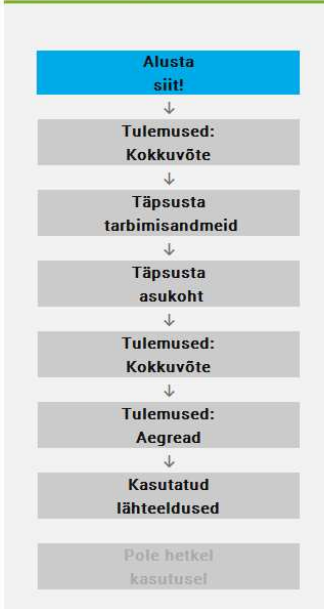 Alusta
siit!
↓
Tulemused:
Kokkuvõte
↓
Täpsusta
tarbimisandmeid
↓
Täpsusta
asukoht
↓
Tulemused:
Kokkuvõte
↓
Tulemused:
Aegread
↓
Kasutatud
lähteeldused
Pole hetkel
kasutusel